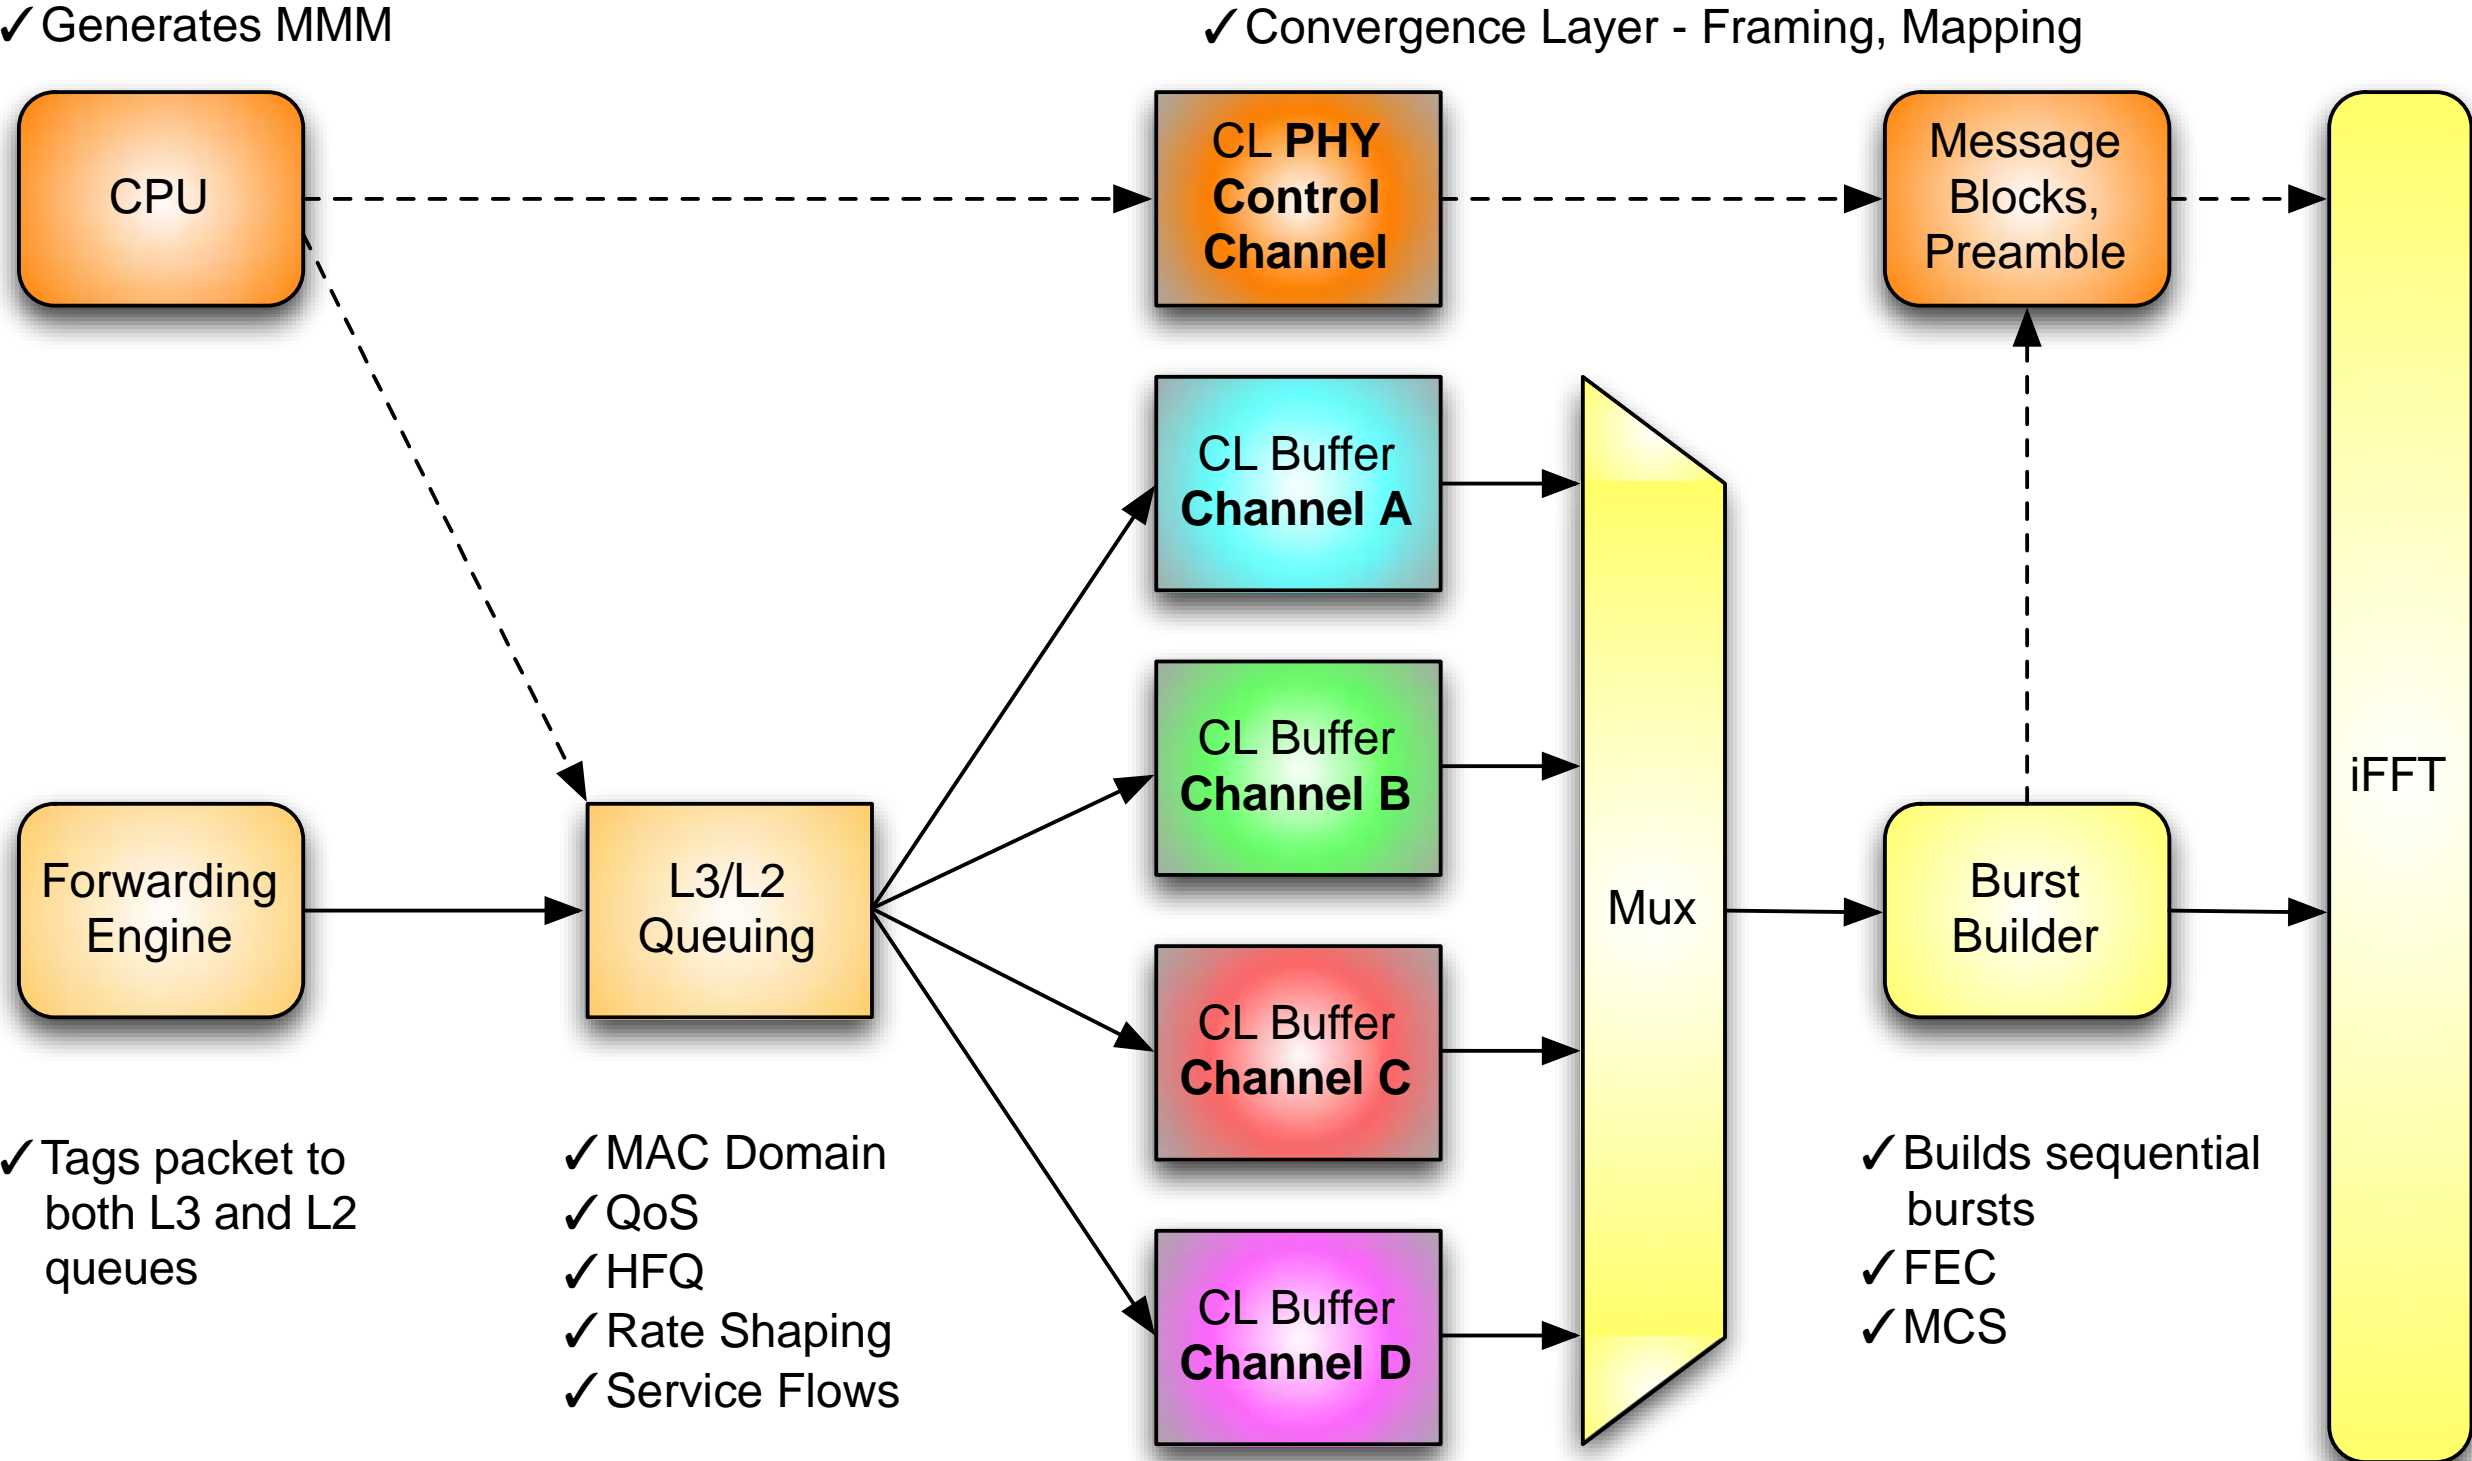 ✓Generates MMM
✓Convergence Layer - Framing, Mapping
CPU
CL PHY
Control
Channel
Message
Blocks,
Preamble
CL Buffer
Channel A
CL Buffer
Channel B
iFFT
Forwarding
Engine
L3/L2
Queuing
Mux
Burst
Builder
CL Buffer
Channel C
CL Buffer
Channel D
✓Tags packet to
both L3 and L2
queues
✓MAC Domain
✓QoS
✓HFQ
✓Rate Shaping
✓Service Flows
✓Builds sequential
bursts
✓FEC
✓MCS